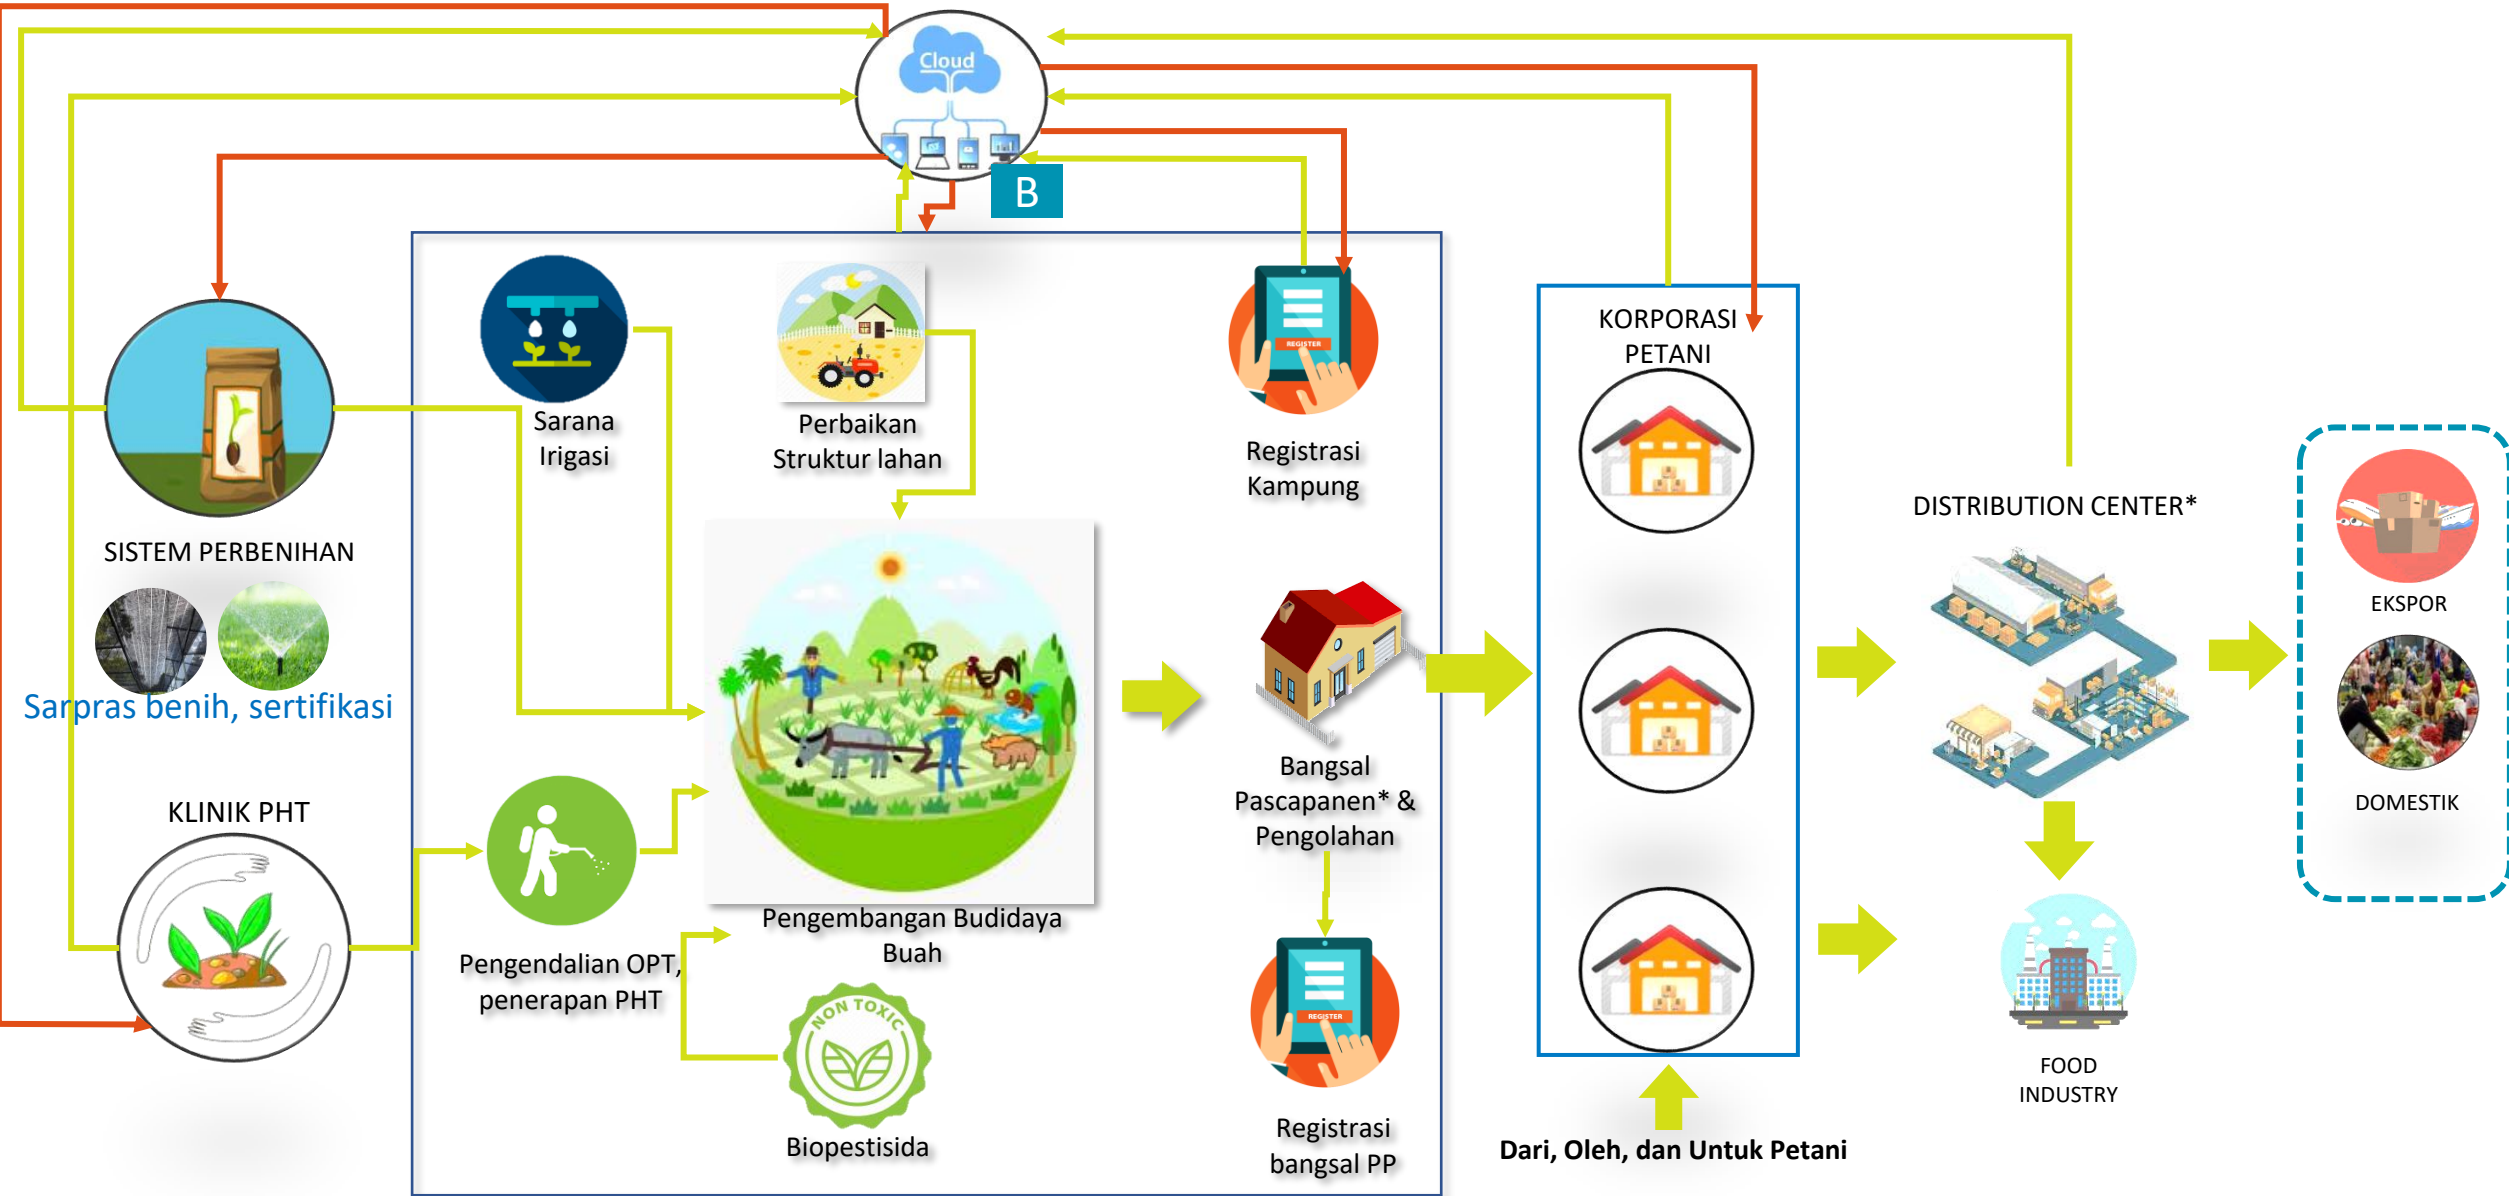 Cloud
B
Sarana
Irigasi
Perbaikan
Struktur lahan
REGISTER
Registrasi
Kampung
KORPORASI
PETANI
SISTEM PERBENIHAN
Sarpras benih, sertifikasi
KLINIK PHT
Pengendalian OPT,
penerapan PHT
Pengembangan Budidaya
Buah
NON TOXIC
Biopestisida
Bangsal
Pascapanen* &
Pengolahan
REGISTER
Registrasi
bangsal PP
Dari, Oleh, dan Untuk Petani
DISTRIBUTION CENTER*
FOOD
INDUSTRY
EKSPOR
DOMESTIK